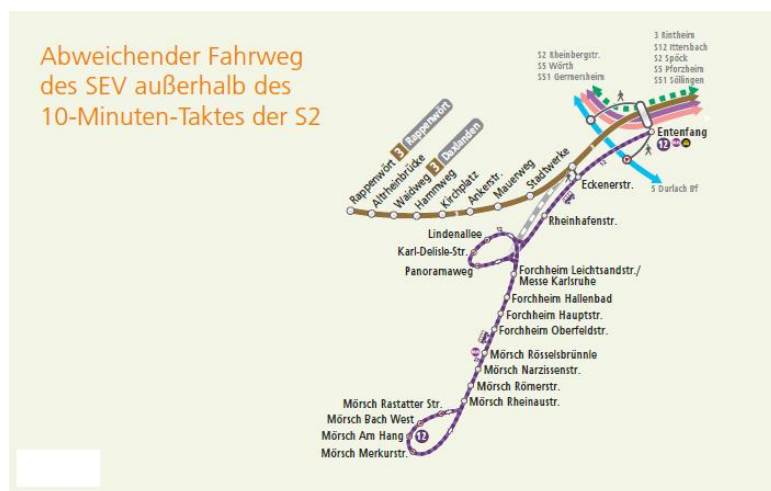 Abweichender Fahrweg
des SEV außerhalb des
10-Minuten-Taktes der S2
S2 Rheinbergstr.
S5 Wörth
S51 Germersheim
3 Rintheim
S12 Ittersbach
S2 Spöck
S5 Pforzheim
S51 Söllingen
Entenfang
12
5 Durlach Bf
Rappenwört 3 Rappenwört
Altrheinbrücke
Waidweg 3 Daxlanden
Hammweg
Kirchplatz
Ankerstr.
Mauerweg
Stadtwerke
Eckenerstr.
Rheinhafenstr.
Lindenallee
Karl-Delisle-Str.
Panoramaweg
Forchheim Leichtsandstr./
Messe Karlsruhe
Forchheim Hallenbad
Forchheim Hauptstr.
Forchheim Oberfeldstr.
Mörsch Rösselsbrünnle
Mörsch Narzissenstr.
Mörsch Römerstr.
Mörsch Rheinaustr.
Mörsch Rastatter Str.
Mörsch Bach West
Mörsch Am Hang 12
Mörsch Merkurstr.